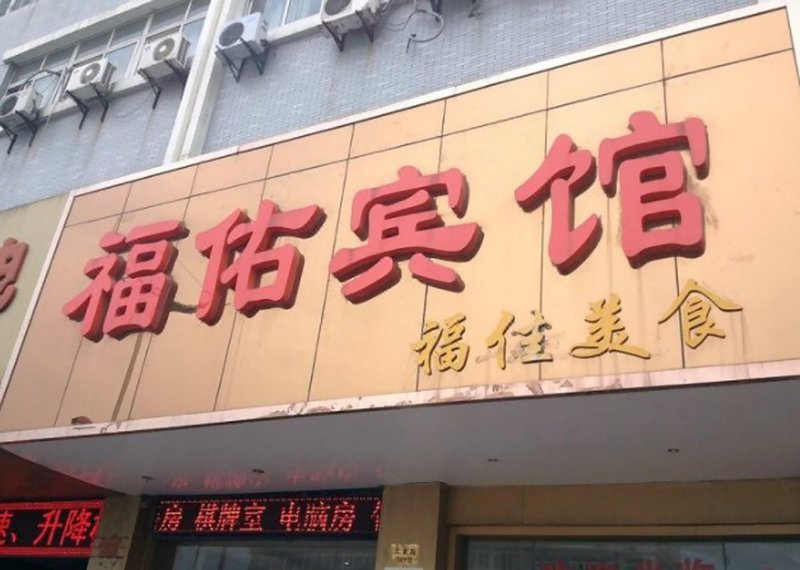 福佑宾馆
福佳美食
房 棋牌室 电脑房
、升降